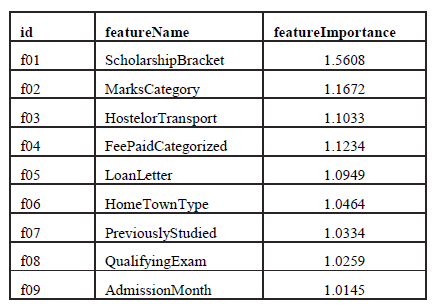 id featureName featureImportance
f01 ScholarshipBracket 1.5608
f02 MarksCategory 1.1672
f03 HostelorTransport 1.1033
f04 FeePaidCategorized 1.1234
f05 LoanLetter 1.0949
f06 HomeTownType 1.0464
f07 PreviouslyStudied 1.0334
f08 QualifyingExam 1.0259
f09 AdmissionMonth 1.0145